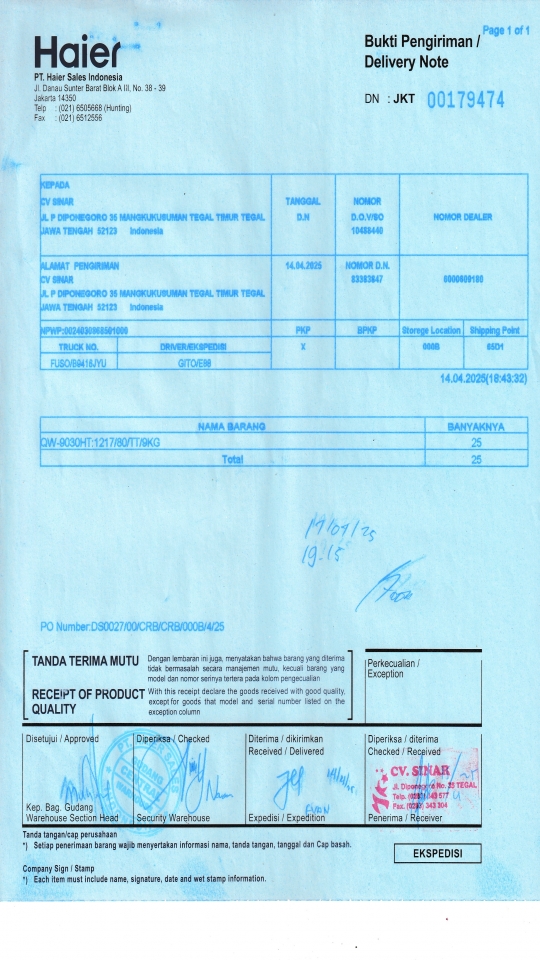 Page 1 of 1
Haier
PT. Haier Sales Indonesia
Jl. Danau Sunter Barat Blok A III, No. 38 - 39
Jakarta 14350
Telp : (021) 6505668 (Hunting)
Fax : (021) 6512556
Bukti Pengiriman /
Delivery Note
DN : JKT 00179474
KEPADA
CV SINAR
JL P DIPONEGORO 35 MANGKUKUSUMAN TEGAL TIMUR TEGAL
JAWA TENGAH 52123 Indonesia
TANGGAL
D.N
NOMOR
D.O,V/SO
10486440
NOMOR DEALER
ALAMAT PENGIRIMAN
CV SINAR
JL P DIPONEGORO 35 MANGKUKUSUMAN TEGAL TIMUR TEGAL
JAWA TENGAH 52123 Indonesia
14.04.2025
NOMOR D.N.
83383847
PKP
BPKP
Storege Location
Shipping Point
TRUCK NO.
DRIVER/EKSPEDISI
X
000B
65D1
FUSO/B9416JYU
GITO/E86
14.04.2025(16:43:32)
NAMA BARANG
BANYAKNYA
QW-9030HT:1217/80/TT/9KG
25
Total
25
19.15
PO Number:DS0027/00/CRB/CRB/000B/4/25
TANDA TERIMA MUTU
Dengan lembaran ini juga, menyatakan bahwa barang yang diterima
tidak bermasalah secara manajemen mutu, kecuali barang yang
model dan nomor serinya tertera pada kolom pengecualian
RECEIPT OF PRODUCT
QUALITY
With this receipt declare the goods received with good quality,
except for goods that model and serial number listed on the
exception column
Perkecualian /
Exception
Disetujui / Approved
Diperiksa / Checked
Diterima / dikirimkan
Received / Delivered
Diperiksa / diterima
Checked / Received
CV. SINAR
Jl. Diponegoro No. 35 TEGAL
Kep. Bag. Gudang
Warehouse Section Head
Security Warehouse
Expedisi / Expedition
Penerima / Receiver
Tanda tangan/cap perusahaan
*) Setiap penerimaan barang wajib menyertakan informasi nama, tanda tangan, tanggal dan Cap basah.
EKSPEDISI
Company Sign / Stamp
*) Each item must include name, signature, date and wet stamp information.